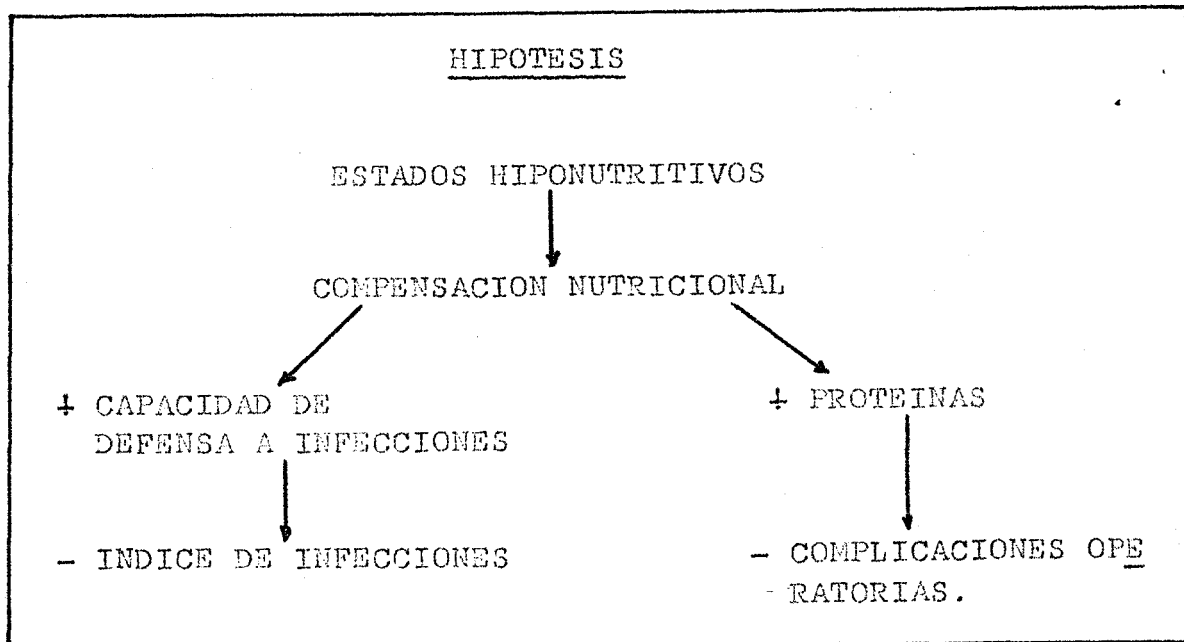 HIPOTESIS
ESTADOS HIPONUTRITIVOS
COMPENSACION NUTRICIONAL
+ CAPACIDAD DE
DEFENSA A INFECCIONES
+ PROTEINAS
- INDICE DE INFECCIONES
- COMPLICACIONES OPE
- RATORIAS.